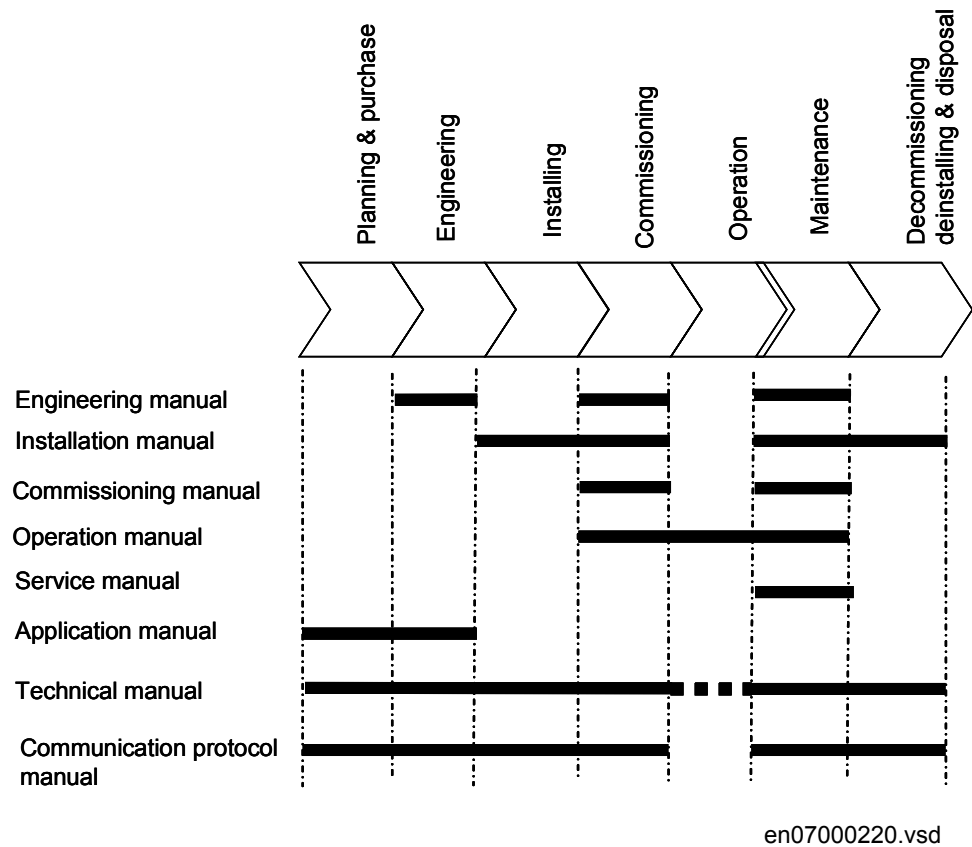 Planning & purchase
Engineering
Installing
Commissioning
Operation
Maintenance
Decommissioning
deinstalling & disposal
Engineering manual
Installation manual
Commissioning manual
Operation manual
Service manual
Application manual
Technical manual
Communication protocol
manual
en07000220.vsd